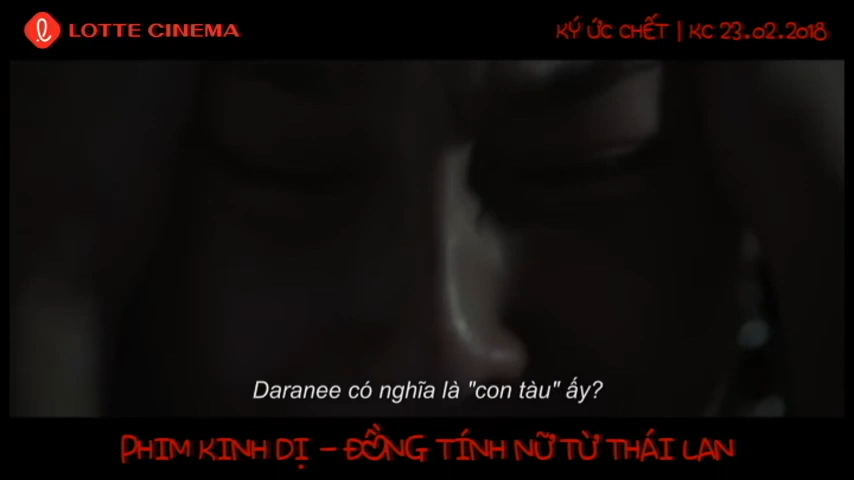 LOTTE CINEMA
KÝ ỨC CHẾT | KC 23.02.2018
Daranee có nghĩa là "con tàu" ấy?
PHIM KINH DỊ - ĐỒNG TÍNH NỮ TỪ THÁI LAN